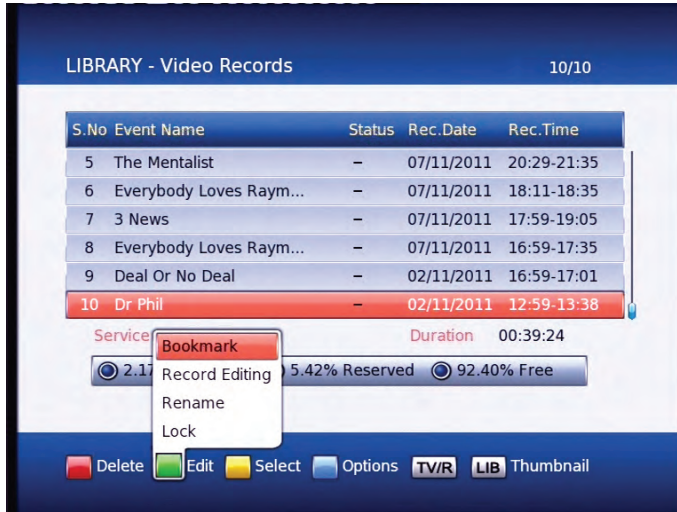 LIBRARY - Video Records 10/10
S.No Event Name Status Rec.Date Rec.Time
5 The Mentalist – 07/11/2011 20:29-21:35
6 Everybody Loves Raym... – 07/11/2011 18:11-18:35
7 3 News – 07/11/2011 17:59-19:05
8 Everybody Loves Raym... – 07/11/2011 16:59-17:35
9 Deal Or No Deal – 02/11/2011 16:59-17:01
10 Dr Phil – 02/11/2011 12:59-13:38
Service Duration 00:39:24
Bookmark
2.17 5.42% Reserved 92.40% Free
Record Editing
Rename
Lock
Delete Edit Select Options TV/R LIB Thumbnail